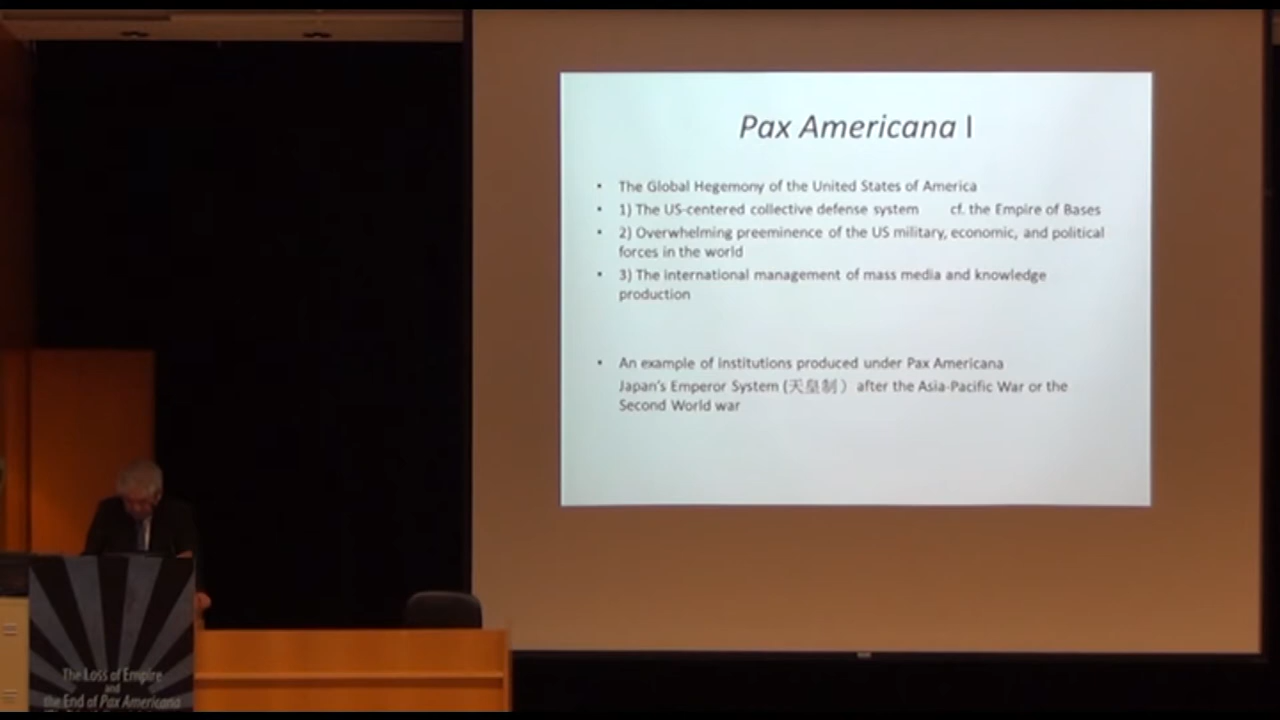 Pax Americana I
• The Global Hegemony of the United States of America
• 1) The US-centered collective defense system cf. the Empire of Bases
• 2) Overwhelming preeminence of the US military, economic, and political
forces in the world
• 3) The international management of mass media and knowledge
production
• An example of institutions produced under Pax Americana
Japan's Emperor System (天皇制） after the Asia-Pacific War or the
Second World war
The Loss of Empire
and
the End of Pax Americana